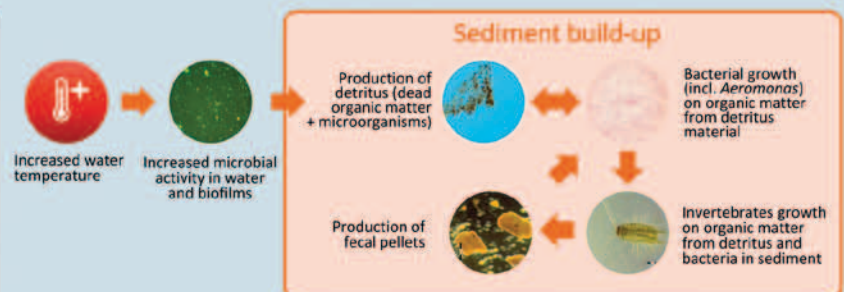 Sediment build-up
Increased water
temperature
Increased microbial
activity in water
and biofilms
Production of
detritus (dead
organic matter
+ microorganisms)
Bacterial growth
(incl. Aeromonas)
on organic matter
from detritus
material
Production of
fecal pellets
Invertebrates growth
on organic matter
from detritus and
bacteria in sediment